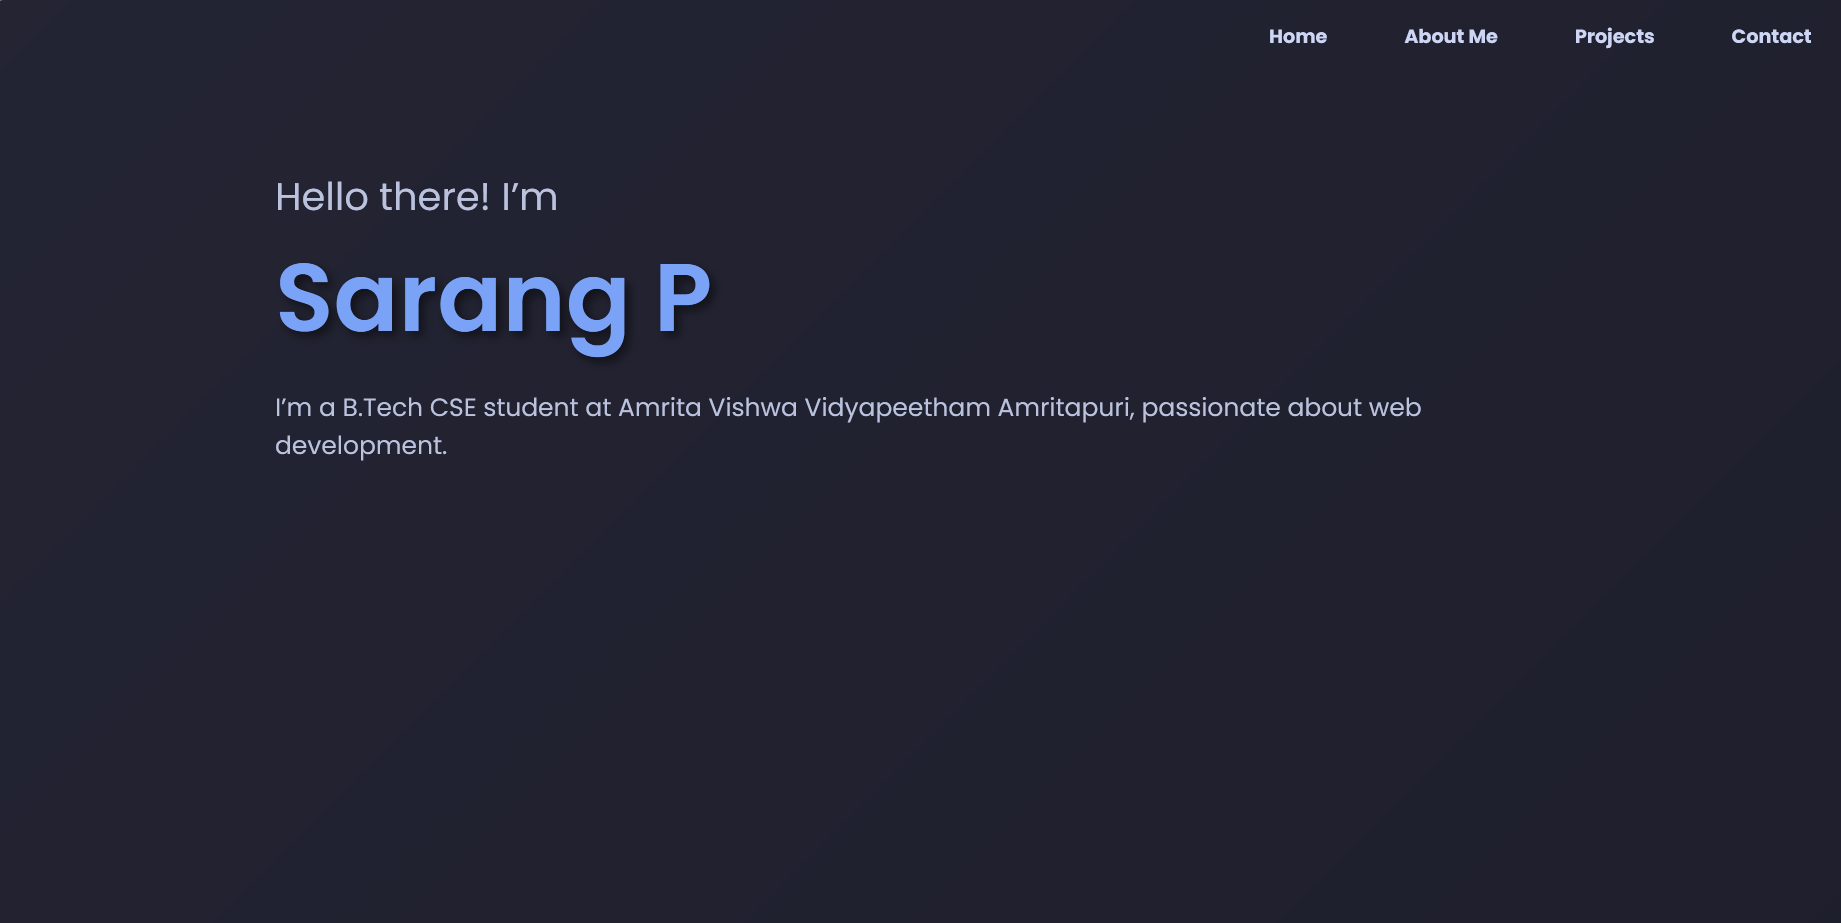 Home About Me Projects Contact
Hello there! I’m
Sarang P
I’m a B.Tech CSE student at Amrita Vishwa Vidyapeetham Amritapuri, passionate about web
development.